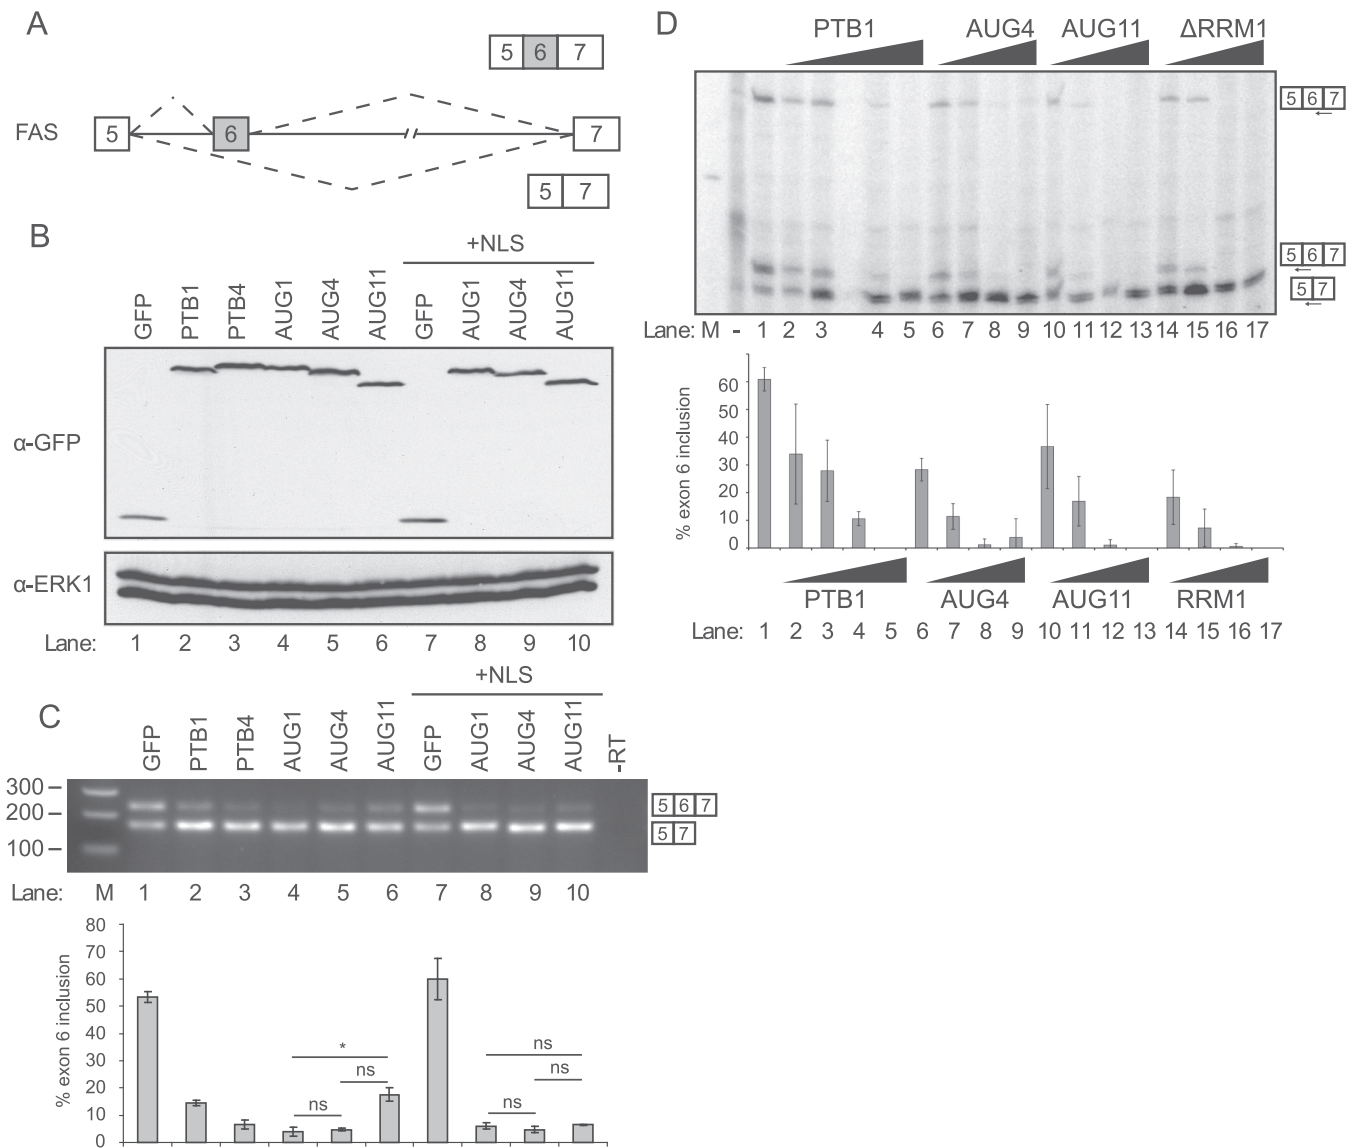 A
5 6 7
FAS
5 6 7
5 7
B
+NLS
GFP PTB1 PTB4 AUG1 AUG4 AUG11 GFP AUG1 AUG4 AUG11
α-GFP
α-ERK1
Lane: 1 2 3 4 5 6 7 8 9 10
C
+NLS
GFP PTB1 PTB4 AUG1 AUG4 AUG11 GFP AUG1 AUG4 AUG11 -RT
300
200
100
5 6 7
5 7
Lane: M 1 2 3 4 5 6 7 8 9 10
% exon 6 inclusion
80
70
60
50
40
30
20
10
0
ns
ns
*
ns
ns
ns
D
PTB1 AUG4 AUG11 ΔRRM1
5 6 7
5 6 7
5 7
Lane: M - 1 2 3 4 5 6 7 8 9 10 11 12 13 14 15 16 17
% exon 6 inclusion
60
50
40
30
20
10
0
PTB1 AUG4 AUG11 RRM1
Lane: 1 2 3 4 5 6 7 8 9 10 11 12 13 14 15 16 17